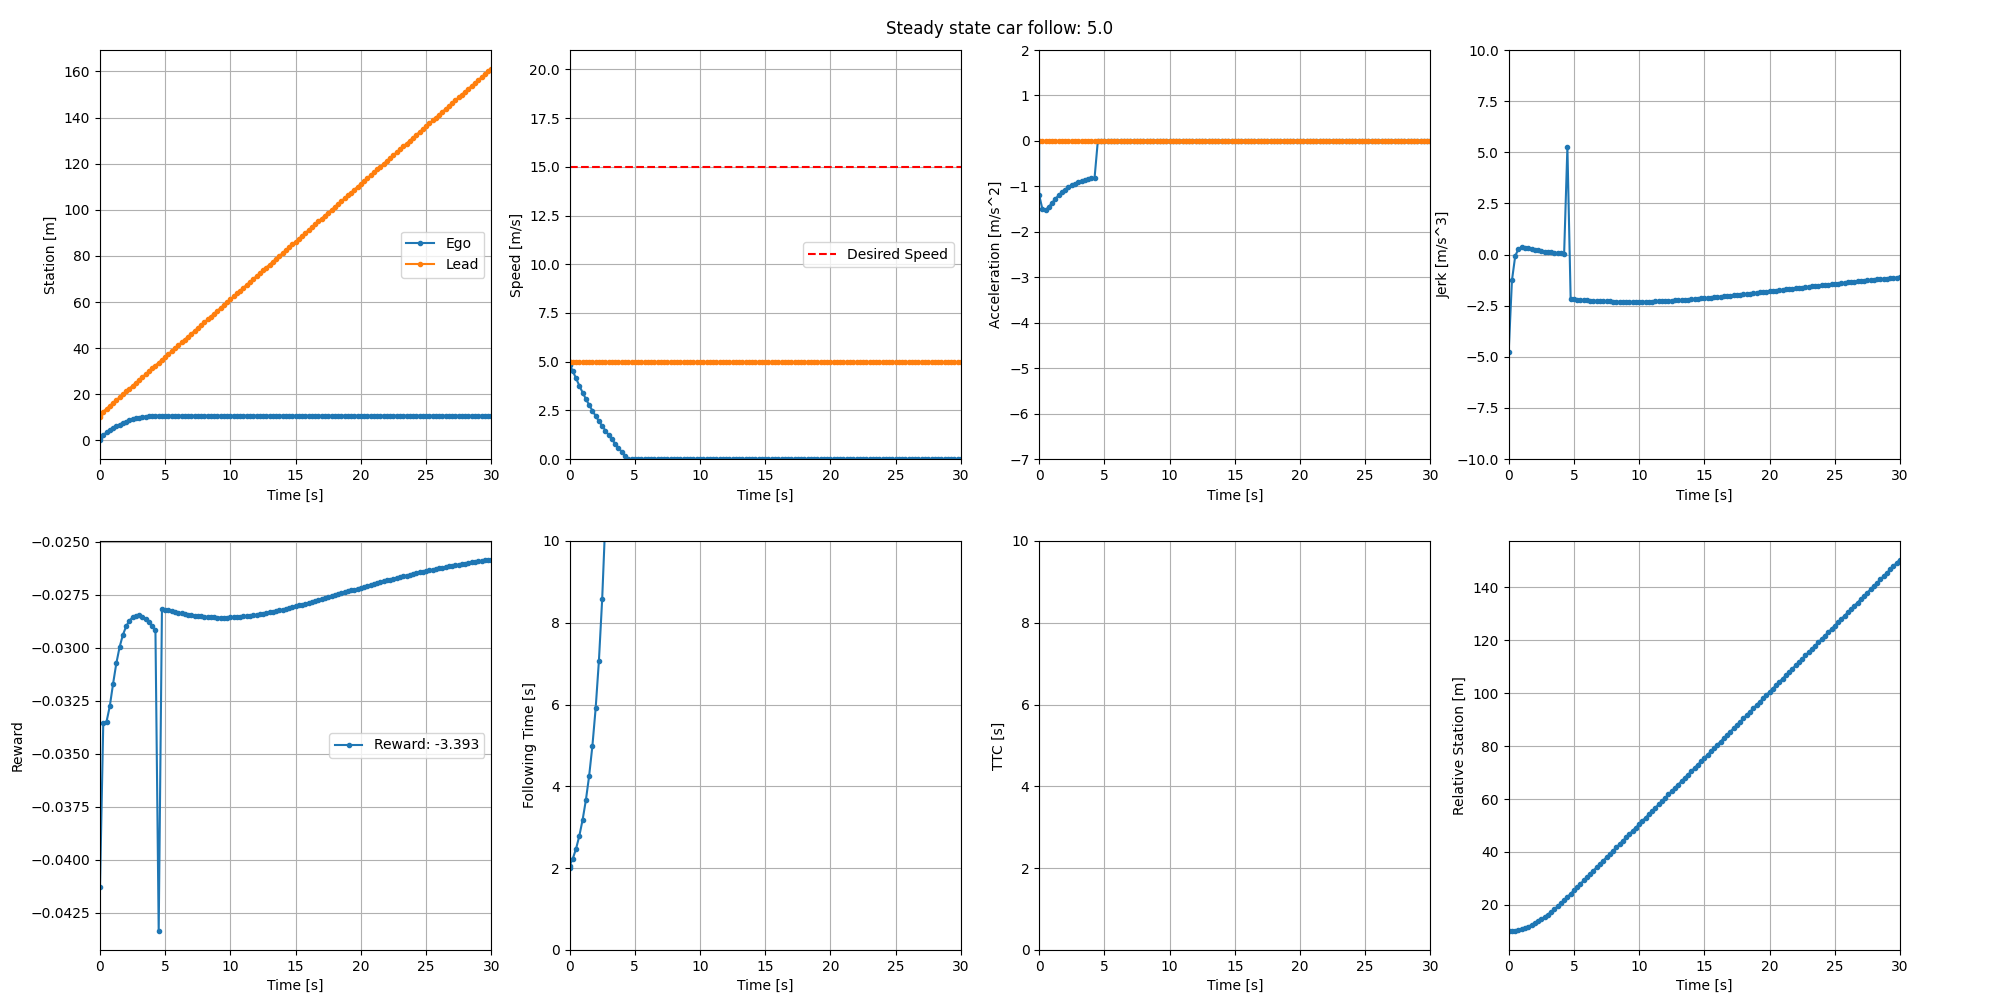 Steady state car follow: 5.0
Station [m]
160
140
120
100
80
60
40
20
0
Ego
Lead
0 5 10 15 20 25 30
Time [s]
Speed [m/s]
20.0
17.5
15.0
12.5
10.0
7.5
5.0
2.5
0.0
Desired Speed
0 5 10 15 20 25 30
Time [s]
Acceleration [m/s^2]
2
1
0
−1
−2
−3
−4
−5
−6
−7
0 5 10 15 20 25 30
Time [s]
Jerk [m/s^3]
10.0
7.5
5.0
2.5
0.0
−2.5
−5.0
−7.5
−10.0
0 5 10 15 20 25 30
Time [s]
Reward
−0.0250
−0.0275
−0.0300
−0.0325
−0.0350
−0.0375
−0.0400
−0.0425
Reward: -3.393
0 5 10 15 20 25 30
Time [s]
Following Time [s]
10
8
6
4
2
0
0 5 10 15 20 25 30
Time [s]
TTC [s]
10
8
6
4
2
0
0 5 10 15 20 25 30
Time [s]
Relative Station [m]
140
120
100
80
60
40
20
0 5 10 15 20 25 30
Time [s]